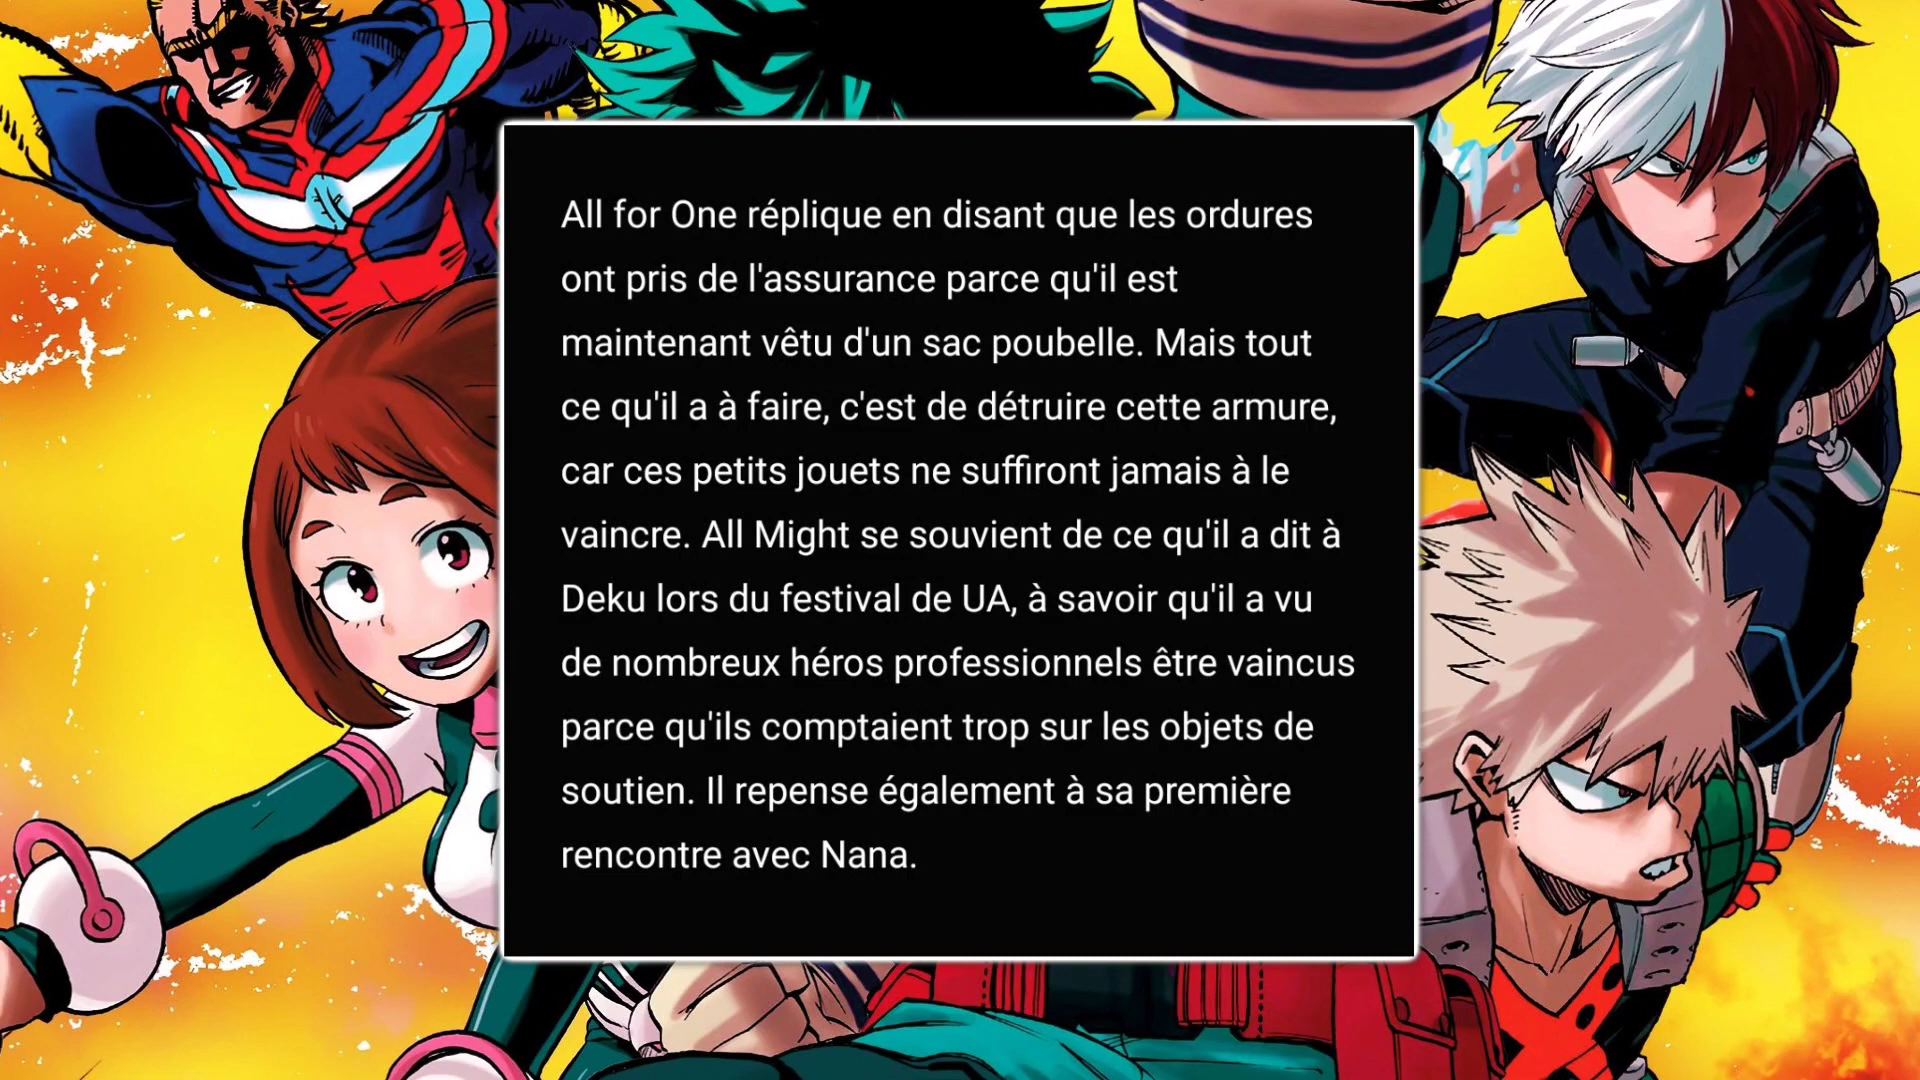 All for One réplique en disant que les ordures
ont pris de l'assurance parce qu'il est
maintenant vêtu d'un sac poubelle. Mais tout
ce qu'il a à faire, c'est de détruire cette armure,
car ces petits jouets ne suffiront jamais à le
vaincre. All Might se souvient de ce qu'il a dit à
Deku lors du festival de UA, à savoir qu'il a vu
de nombreux héros professionnels être vaincus
parce qu'ils comptaient trop sur les objets de
soutien. Il repense également à sa première
rencontre avec Nana.